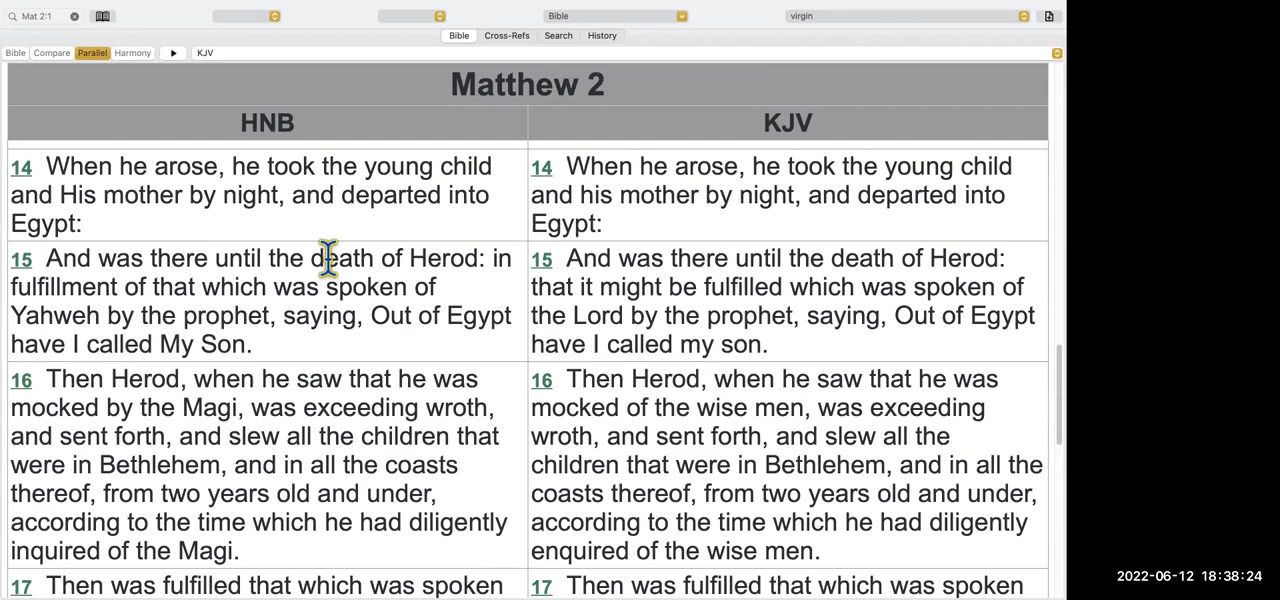 Mat 2:1
Bible
virgin
Bible
Cross-Refs
Search
History
Bible
Compare
Parallel
Harmony
KJV
Matthew 2
HNB
KJV
14 When he arose, he took the young child
and His mother by night, and departed into
Egypt:
14 When he arose, he took the young child
and his mother by night, and departed into
Egypt:
15 And was there until the death of Herod: in
fulfillment of that which was spoken of
Yahweh by the prophet, saying, Out of Egypt
have I called My Son.
15 And was there until the death of Herod:
that it might be fulfilled which was spoken of
the Lord by the prophet, saying, Out of Egypt
have I called my son.
16 Then Herod, when he saw that he was
mocked by the Magi, was exceeding wroth,
and sent forth, and slew all the children that
were in Bethlehem, and in all the coasts
thereof, from two years old and under,
according to the time which he had diligently
inquired of the Magi.
16 Then Herod, when he saw that he was
mocked of the wise men, was exceeding
wroth, and sent forth, and slew all the
children that were in Bethlehem, and in all the
coasts thereof, from two years old and under,
according to the time which he had diligently
enquired of the wise men.
17 Then was fulfilled that which was spoken
17 Then was fulfilled that which was spoken
2022-06-12 18:38:24